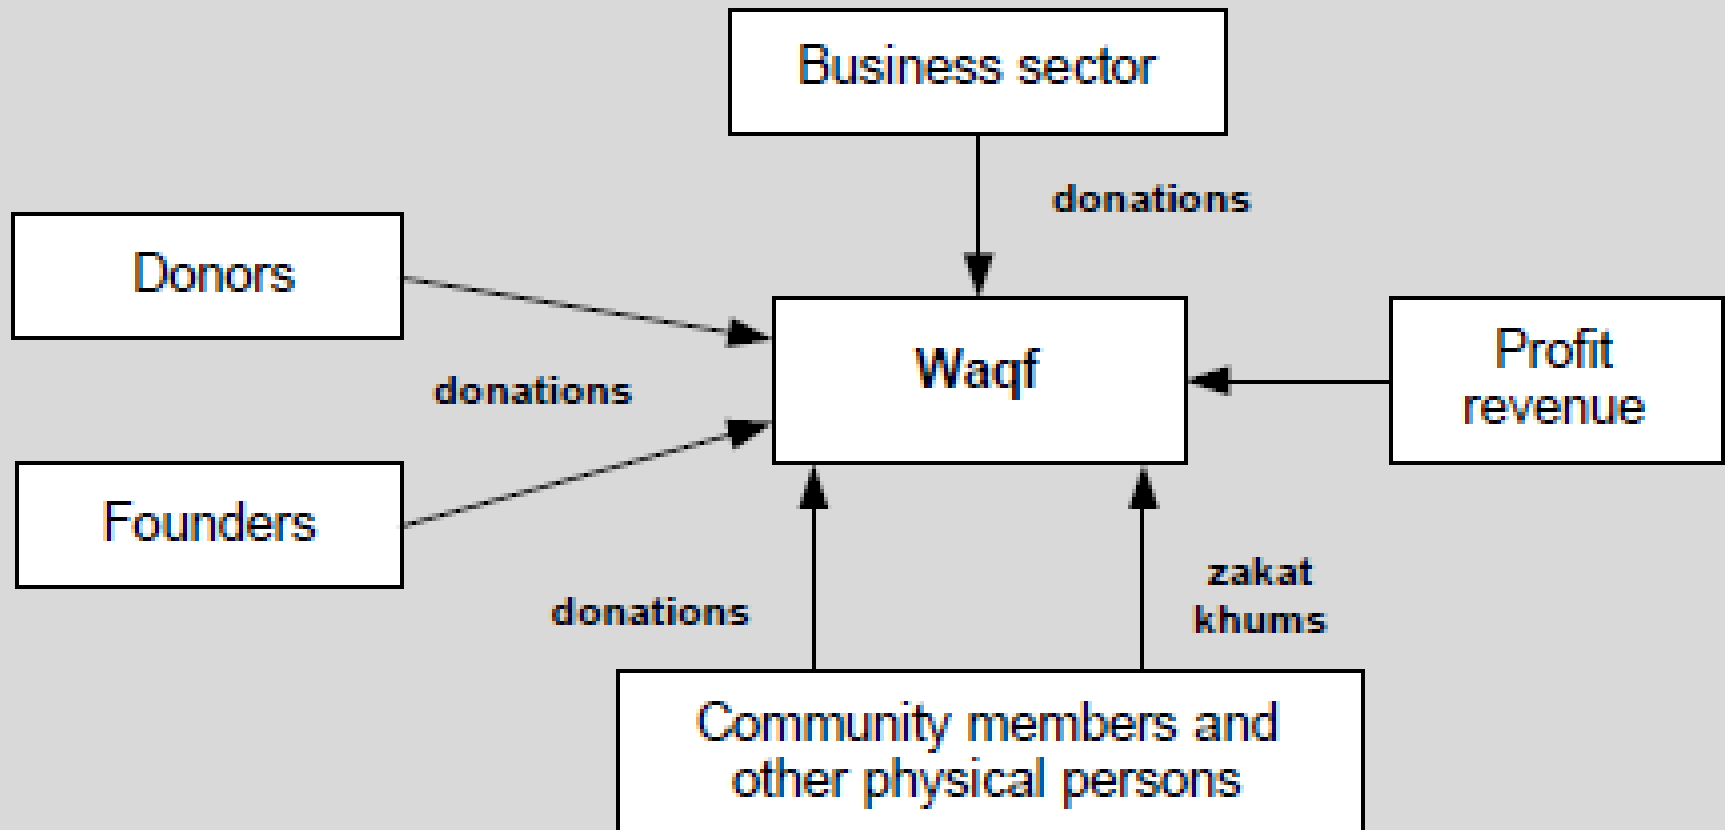 Business sector
donations
Donors
Waqf
Profit
revenue
donations
Founders
donations
zakat
khums
Community members and
other physical persons